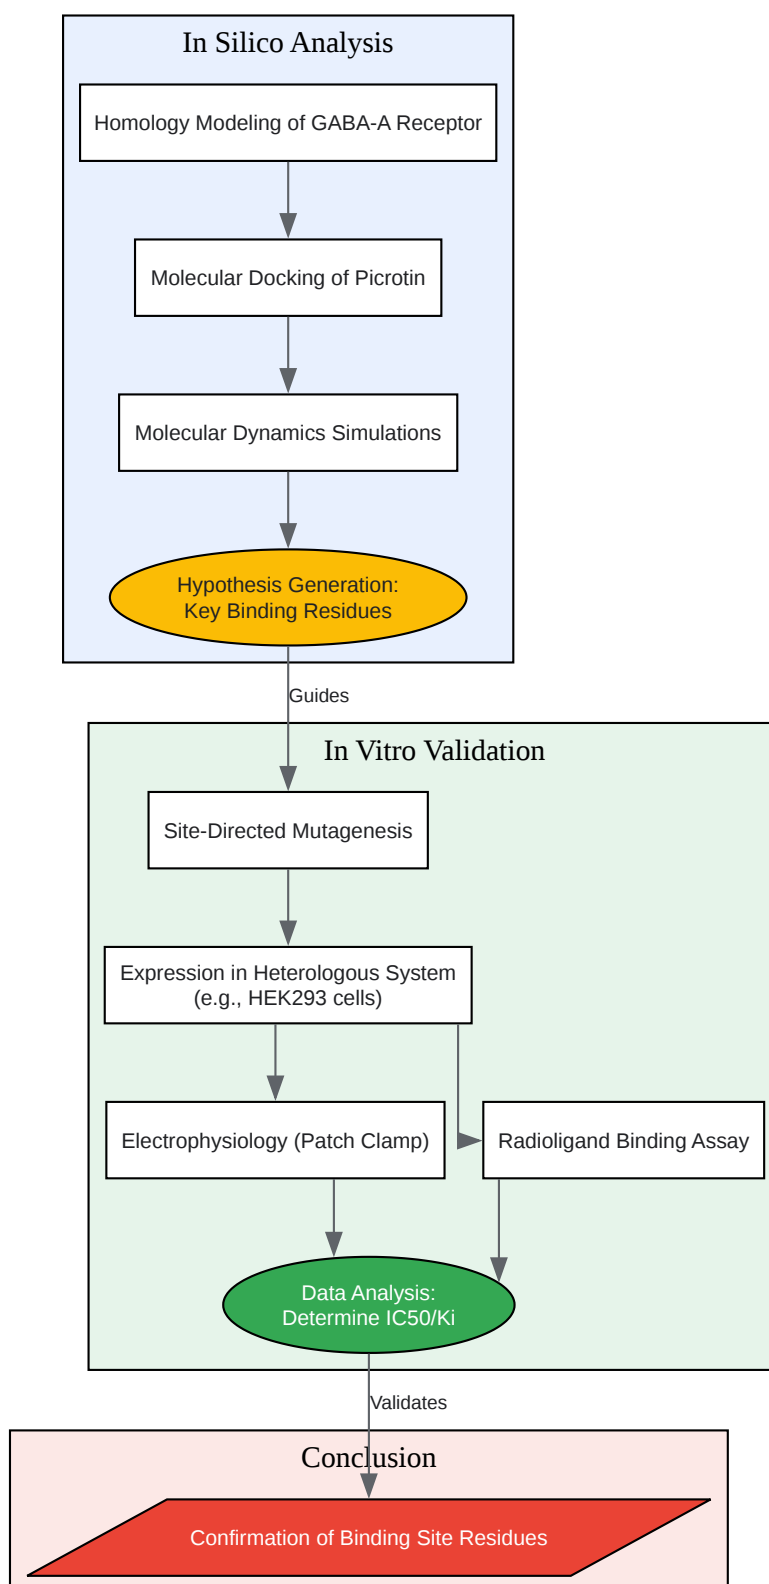 In Silico Analysis
Homology Modeling of GABA-A Receptor
Molecular Docking of Picrotin
Molecular Dynamics Simulations
Hypothesis Generation:
Key Binding Residues
Guides
In Vitro Validation
Site-Directed Mutagenesis
Expression in Heterologous System
(e.g., HEK293 cells)
Electrophysiology (Patch Clamp)
Radioligand Binding Assay
Data Analysis:
Determine IC50/Ki
Validates
Conclusion
Confirmation of Binding Site Residues